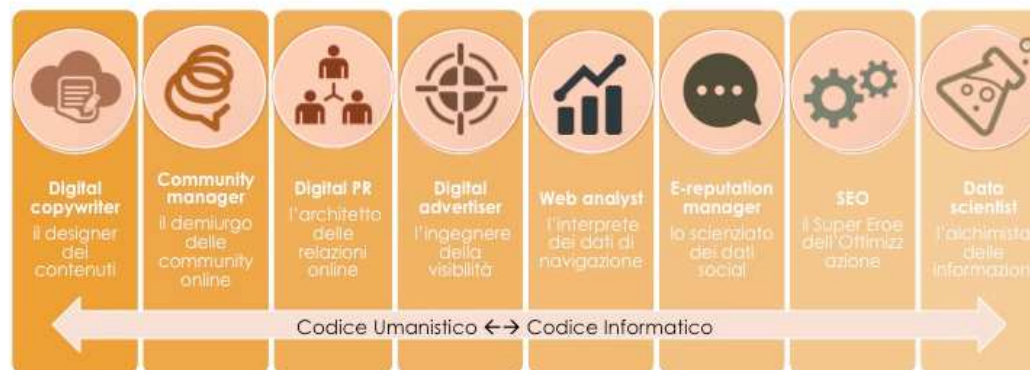 Digital
copywriter
il designer
dei
contenuti
Community
manager
il demiurgo
delle
community
online
Digital PR
l'architetto
delle
relazioni
online
Digital
advertiser
l'ingegnere
della
visibilità
Web analyst
l'interprete
dei dati di
navigazione
E-reputation
manager
lo scienziato
dei dati
social
SEO
il Super Eroe
dell'Ottimizz
azione
Data
scientist
l'alchimista
delle
informazioni
Codice Umanistico ←→ Codice Informatico